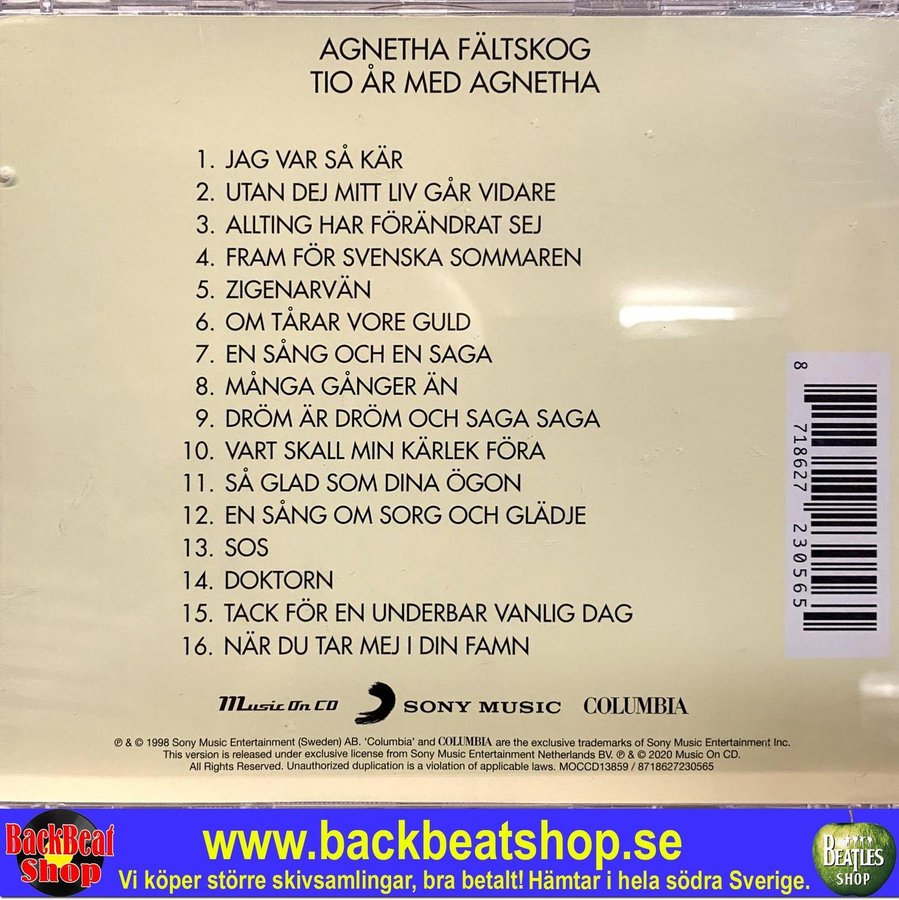 AGNETHA FÄLTSKOG
TIO ÅR MED AGNETHA
1. JAG VAR SÅ KÄR
2. UTAN DEJ MITT LIV GÅR VIDARE
3. ALLTING HAR FÖRÄNDRAT SEJ
4. FRAM FÖR SVENSKA SOMMAREN
5. ZIGENARVÄN
6. OM TÅRAR VORE GULD
7. EN SÅNG OCH EN SAGA
8. MÅNGA GÅNGER ÄN
9. DRÖM ÄR DRÖM OCH SAGA SAGA
10. VART SKALL MIN KÄRLEK FÖRA
11. SÅ GLAD SOM DINA ÖGON
12. EN SÅNG OM SORG OCH GLÄDJE
13. SOS
14. DOKTORN
15. TACK FÖR EN UNDERBAR VANLIG DAG
16. NÄR DU TAR MEJ I DIN FAMN
8 718627 230565
Music On CD SONY MUSIC COLUMBIA
℗ & © 1998 Sony Music Entertainment (Sweden) AB. 'Columbia' and COLUMBIA are the exclusive trademarks of Sony Music Entertainment Inc.
This version is released under exclusive license from Sony Music Entertainment Netherlands BV. ℗ & © 2020 Music On CD.
All Rights Reserved. Unauthorized duplication is a violation of applicable laws. MOCCD13859 / 8718627230565
BackBeat
Shop
www.backbeatshop.se
Vi köper större skivsamlingar, bra betalt! Hämtar i hela södra Sverige.
BEATLES
SHOP